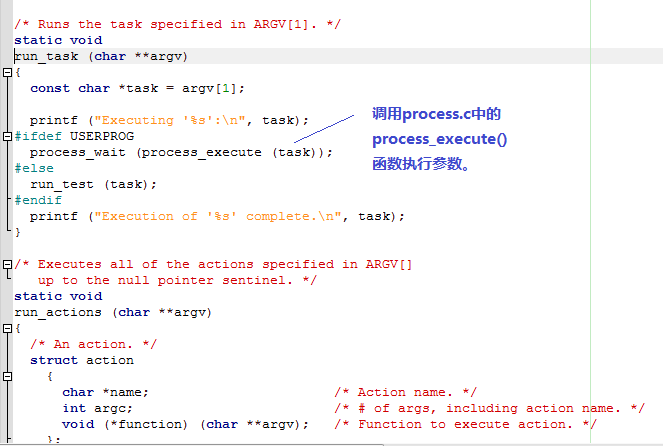 /* Runs the task specified in ARGV[1]. */
static void
run_task (char **argv)
{
  const char *task = argv[1];
  printf ("Executing '%s':\n", task);
#ifdef USERPROG
  process_wait (process_execute (task));
#else
  run_test (task);
#endif
  printf ("Execution of '%s' complete.\n", task);
}
调用process.c中的
process_execute()
函数执行参数。
/* Executes all of the actions specified in ARGV[]
   up to the null pointer sentinel. */
static void
run_actions (char **argv)
{
  /* An action. */
  struct action
    {
      char *name;                       /* Action name. */
      int argc;                         /* # of args, including action name. */
      void (*function) (char **argv);   /* Function to execute action. */
    };